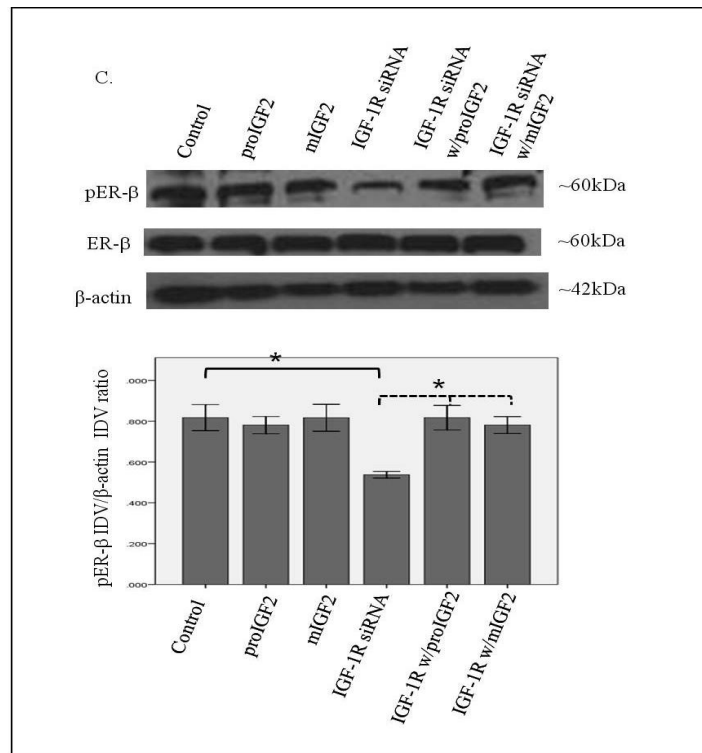 C.
Control
proIGF2
mIGF2
IGF-1R siRNA
IGF-1R siRNA
w/proIGF2
IGF-1R siRNA
w/mIGF2
pER-β
~60kDa
ER-β
~60kDa
β-actin
~42kDa
*
*
pER-β IDV/β-actin IDV ratio
.000
.800
.600
.400
.000
Control
proIGF2
mIGF2
IGF-1R siRNA
IGF-1R w/proIGF2
IGF-1R w/mIGF2